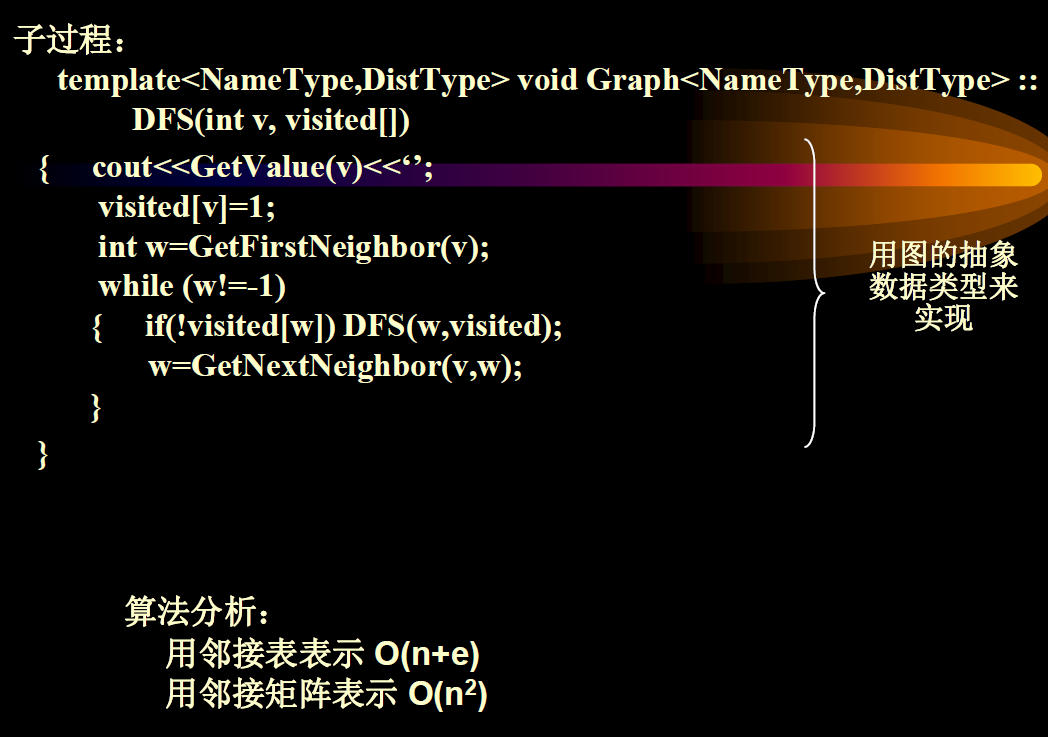 子过程：
template<NameType,DistType> void Graph<NameType,DistType> ::
DFS(int v, visited[])
{ cout<<GetValue(v)<<‘’;
visited[v]=1;
int w=GetFirstNeighbor(v);
while (w!=-1)
{ if(!visited[w]) DFS(w,visited);
w=GetNextNeighbor(v,w);
}
}
用图的抽象
数据类型来
实现
算法分析：
用邻接表表示 O(n+e)
用邻接矩阵表示 O(n²)